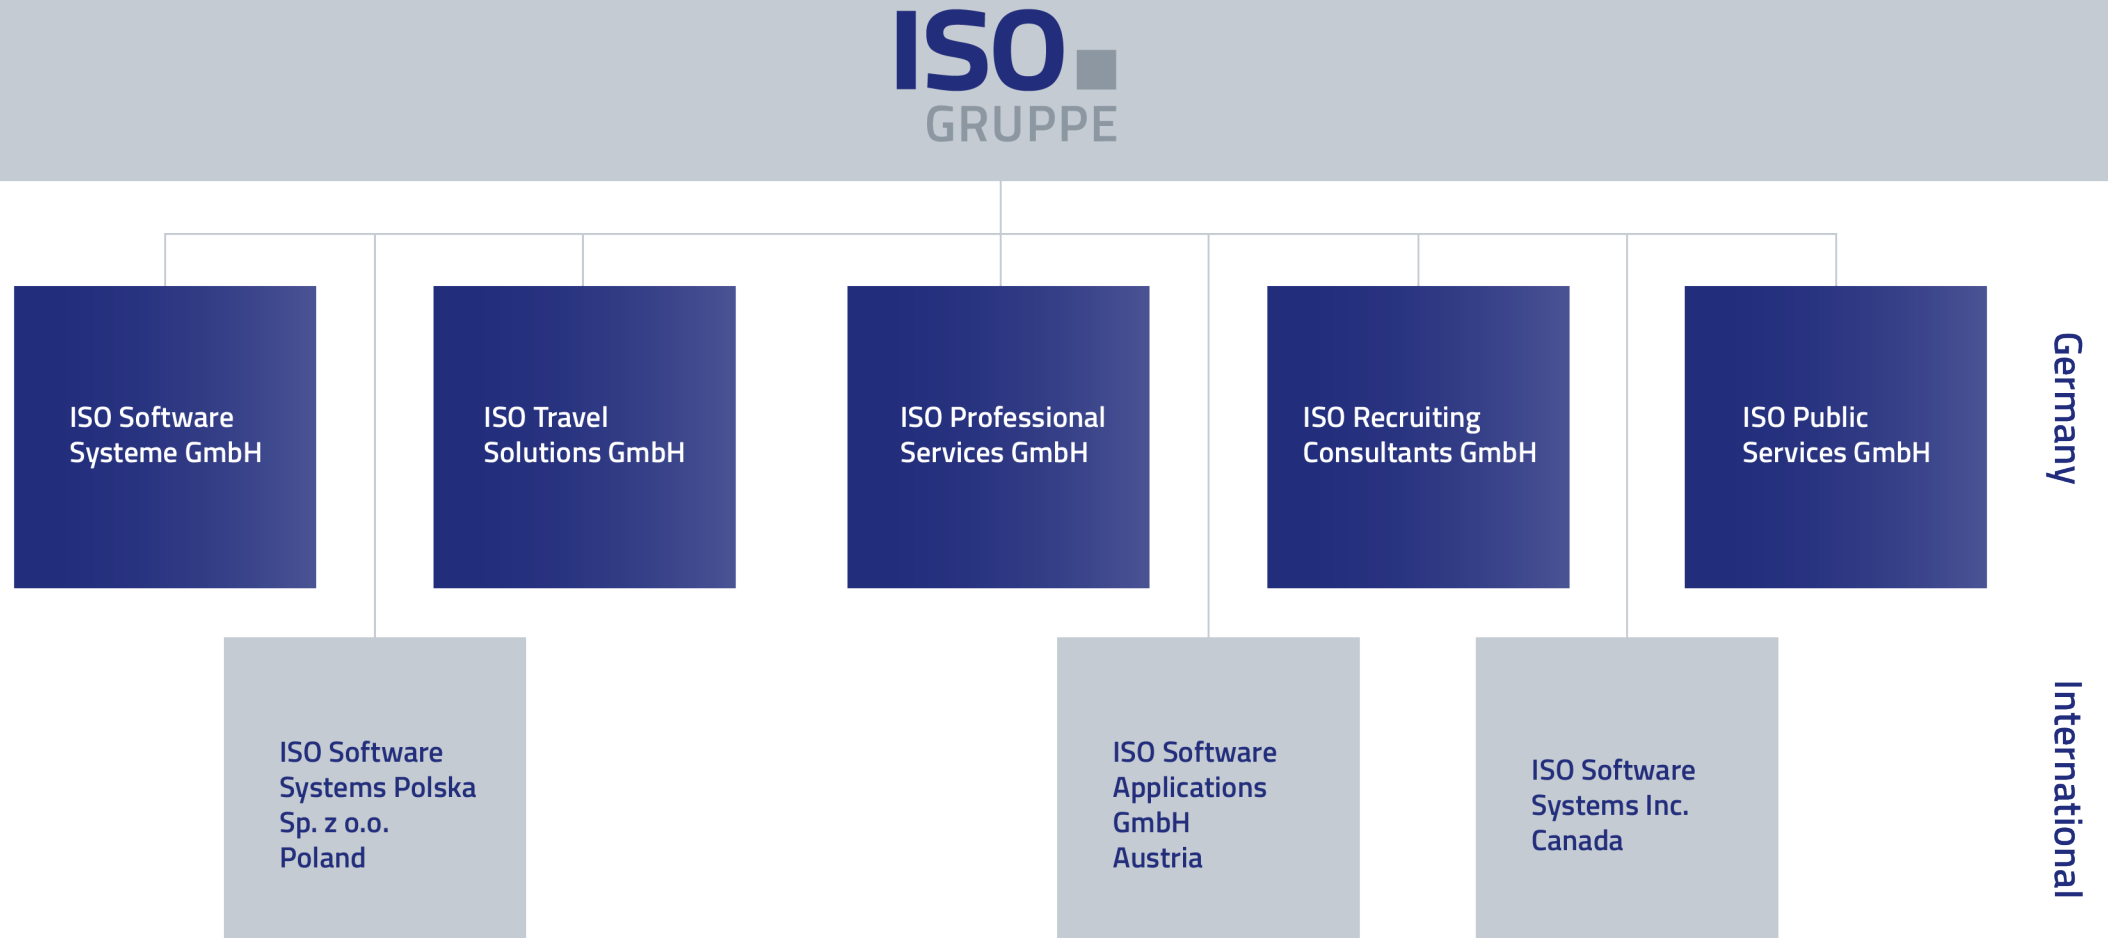 ISO
GRUPPE
ISO Software
Systeme GmbH
ISO Travel
Solutions GmbH
ISO Professional
Services GmbH
ISO Recruiting
Consultants GmbH
ISO Public
Services GmbH
Germany
ISO Software
Systems Polska
Sp. z o.o.
Poland
ISO Software
Applications
GmbH
Austria
ISO Software
Systems Inc.
Canada
International